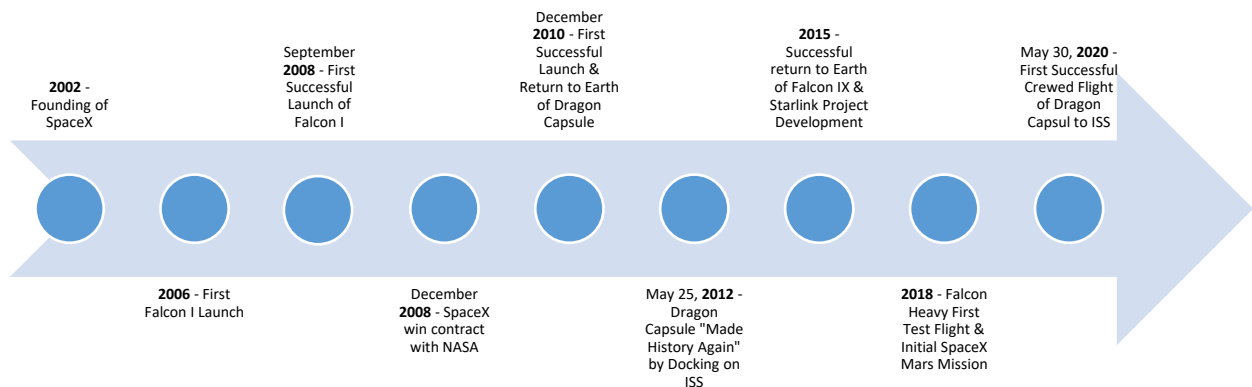 2002 -
Founding of
SpaceX
2006 - First
Falcon I Launch
September
2008 - First
Successful
Launch of
Falcon I
December
2008 - SpaceX
win contract
with NASA
December
2010 - First
Successful
Launch &
Return to Earth
of Dragon
Capsule
May 25, 2012 -
Dragon
Capsule "Made
History Again"
by Docking on
ISS
2015 -
Successful
return to Earth
of Falcon IX &
Starlink Project
Development
2018 - Falcon
Heavy First
Test Flight &
Initial SpaceX
Mars Mission
May 30, 2020 -
First Successful
Crewed Flight
of Dragon
Capsul to ISS